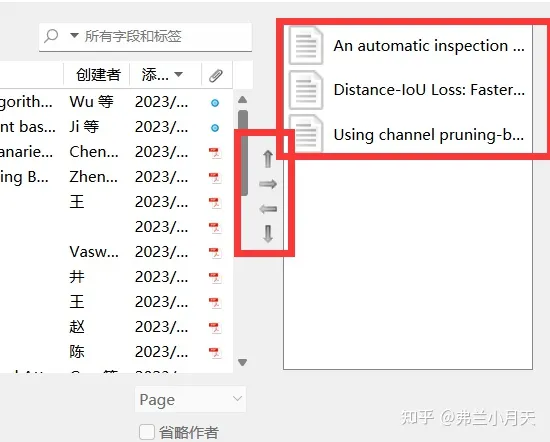 所有字段和标签
创建者 添...
gorith... Wu 等 2023/...
nt bas... Ji 等 2023/...
anarie... Chen... 2023/...
ing B... Zhen... 2023/...
王 2023/...
2023/...
Vasw... 2023/...
井 2023/...
王 2023/...
赵 2023/...
陈 2023/...
An automatic inspection ...
Distance-IoU Loss: Faster...
Using channel pruning-b...
Page
省略作者
知乎 @弗兰小月天